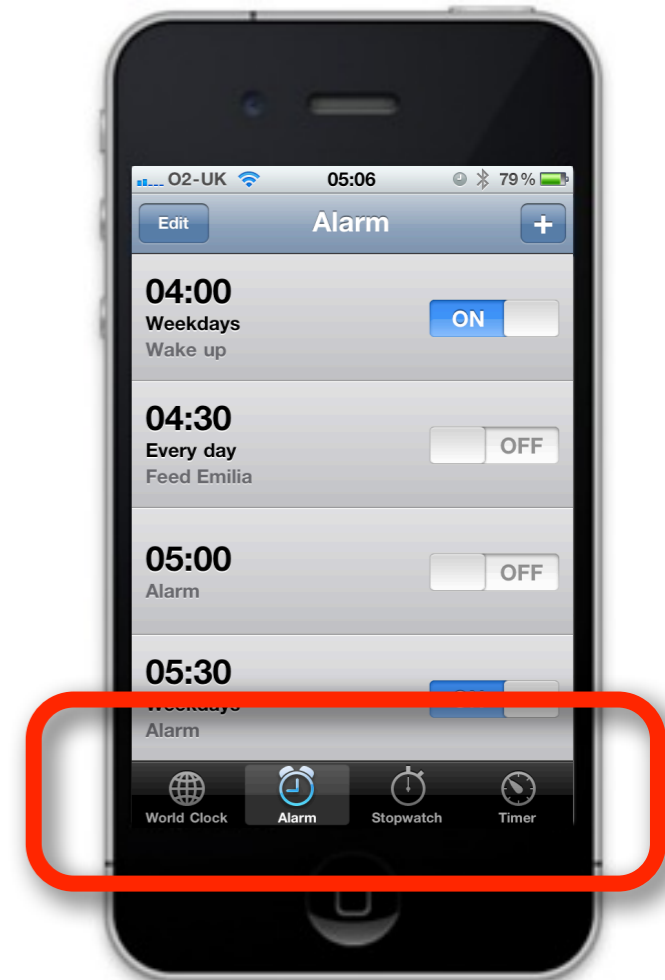 O2-UK 05:06 79%
Edit Alarm +
04:00
Weekdays
Wake up
ON
04:30
Every day
Feed Emilia
OFF
05:00
Alarm
OFF
05:30
Weekdays
Alarm
World Clock Alarm Stopwatch Timer